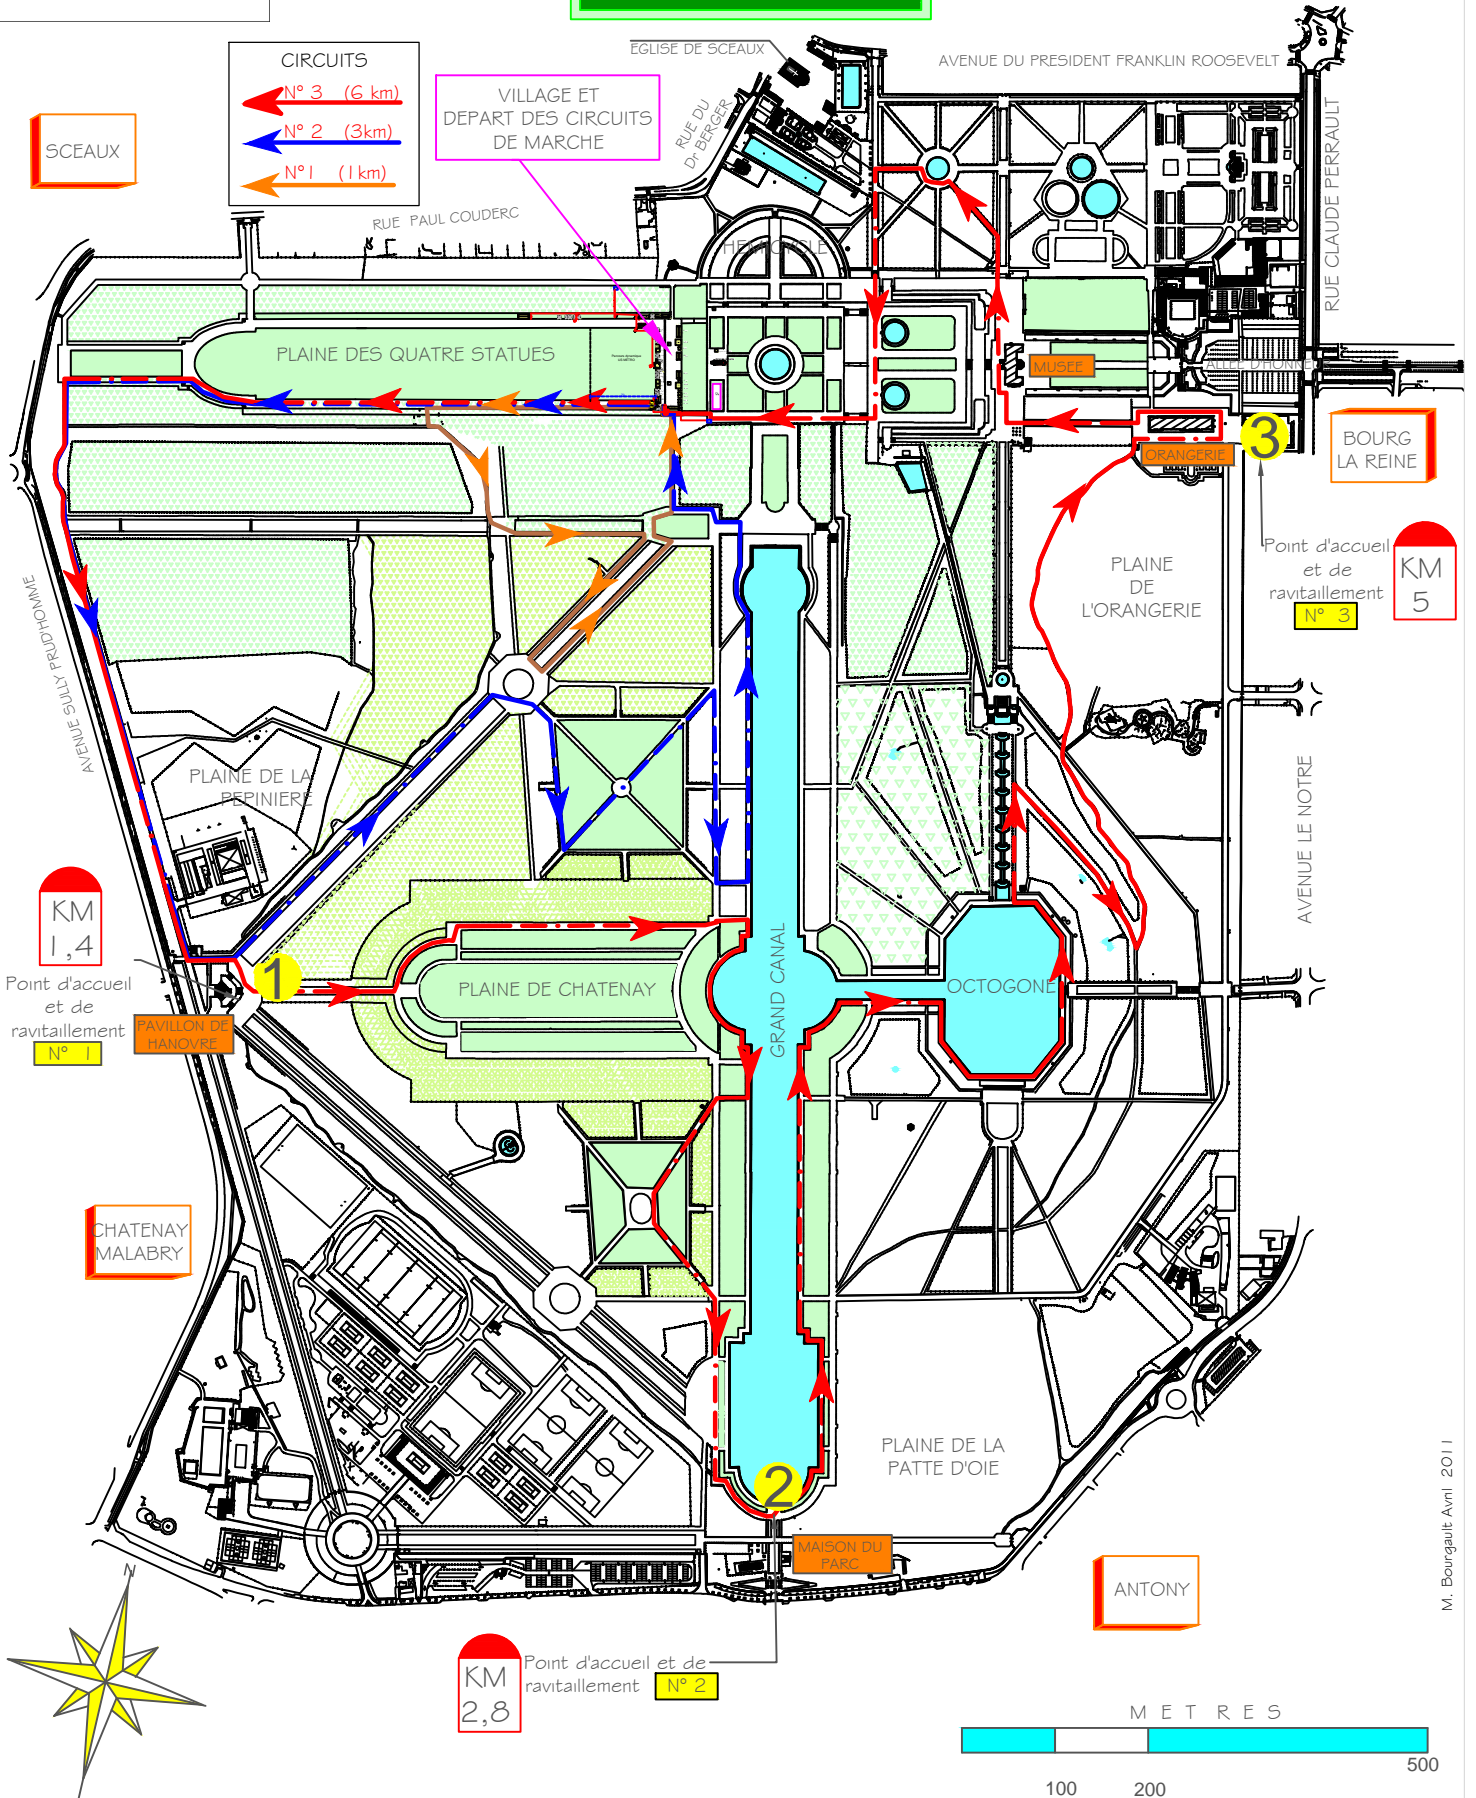 EGLISE DE SCEAUX
AVENUE DU PRESIDENT FRANKLIN ROOSEVELT
CIRCUITS
N° 3 (6 km)
N° 2 (3km)
N° 1 (1 km)
VILLAGE ET
DEPART DES CIRCUITS
DE MARCHE
RUE DU
Dr BERGER
SCEAUX
RUE PAUL COUDERC
HEMICYCLE
RUE CLAUDE PERRAULT
PLAINE DES QUATRE STATUES
MUSEE
ALLEE D'HONNEUR
3
BOURG
LA REINE
ORANGERIE
Point d'accueil
et de
ravitaillement
N° 3
KM
5
PLAINE
DE
L'ORANGERIE
AVENUE SULLY PRUD'HOMME
PLAINE DE LA
PEPINIERE
AVENUE LE NOTRE
KM
1,4
1
Point d'accueil
et de
ravitaillement
N° 1
PAVILLON DE
HANOVRE
PLAINE DE CHATENAY
GRAND CANAL
OCTOGONE
CHATENAY
MALABRY
PLAINE DE LA
PATTE D'OIE
2
MAISON DU
PARC
ANTONY
M. Bourgault Avril 2011
N
KM
2,8
Point d'accueil et de
ravitaillement N° 2
METRES
100
200
500